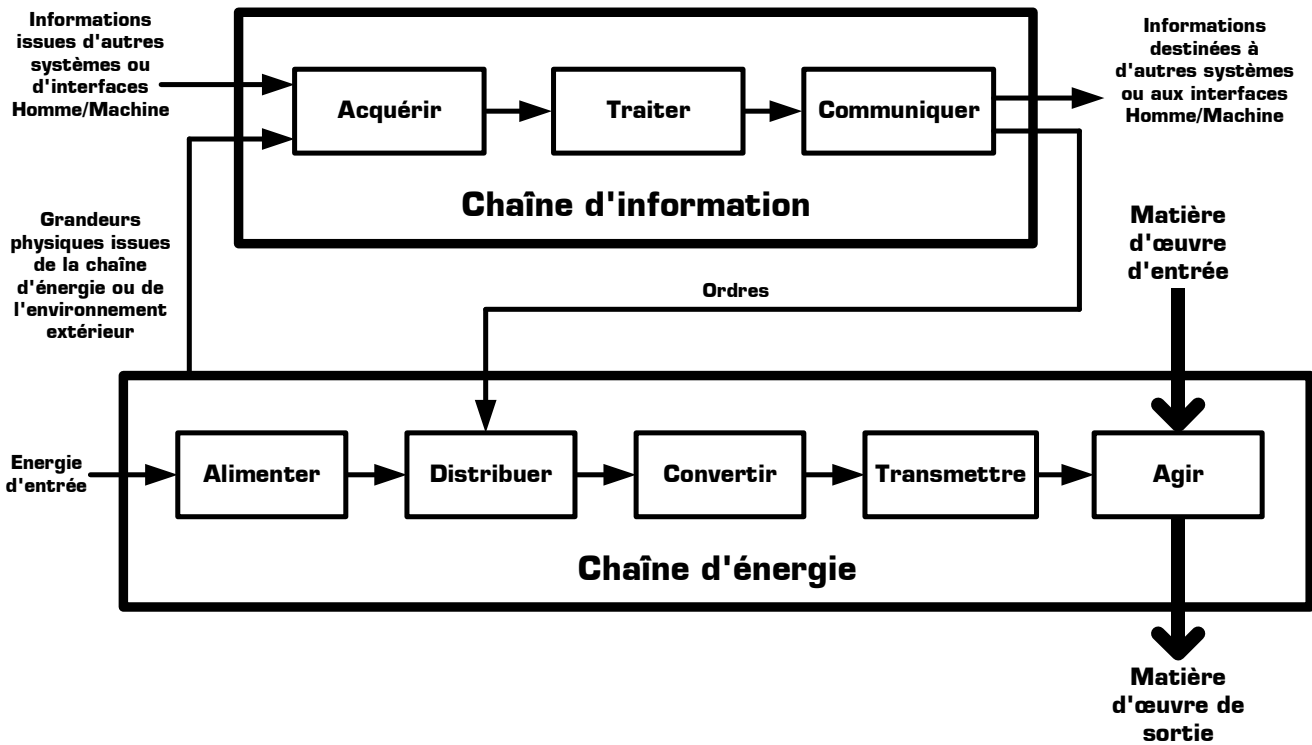 Informations
issues d'autres
systèmes ou
d'interfaces
Homme/Machine
Acquérir
Traiter
Communiquer
Informations
destinées à
d'autres systèmes
ou aux interfaces
Homme/Machine
Chaîne d'information
Grandeurs
physiques issues
de la chaîne
d'énergie ou de
l'environnement
extérieur
Ordres
Matière
d'œuvre
d'entrée
Energie
d'entrée
Alimenter
Distribuer
Convertir
Transmettre
Agir
Chaîne d'énergie
Matière
d'œuvre de
sortie